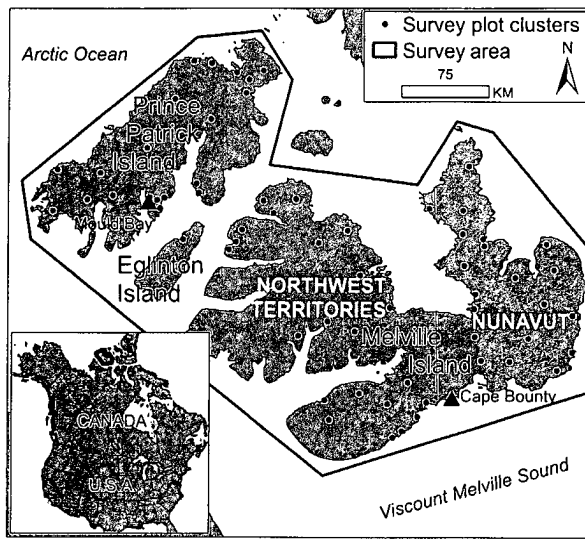 Arctic Ocean
Survey plot clusters
Survey area
75
KM
N
Prince
Patrick
Island
Mould Bay
Eglinton
Island
NORTHWEST
TERRITORIES
NUNAVUT
Melville
Island
Cape Bounty
CANADA
U.S.A.
Viscount Melville Sound